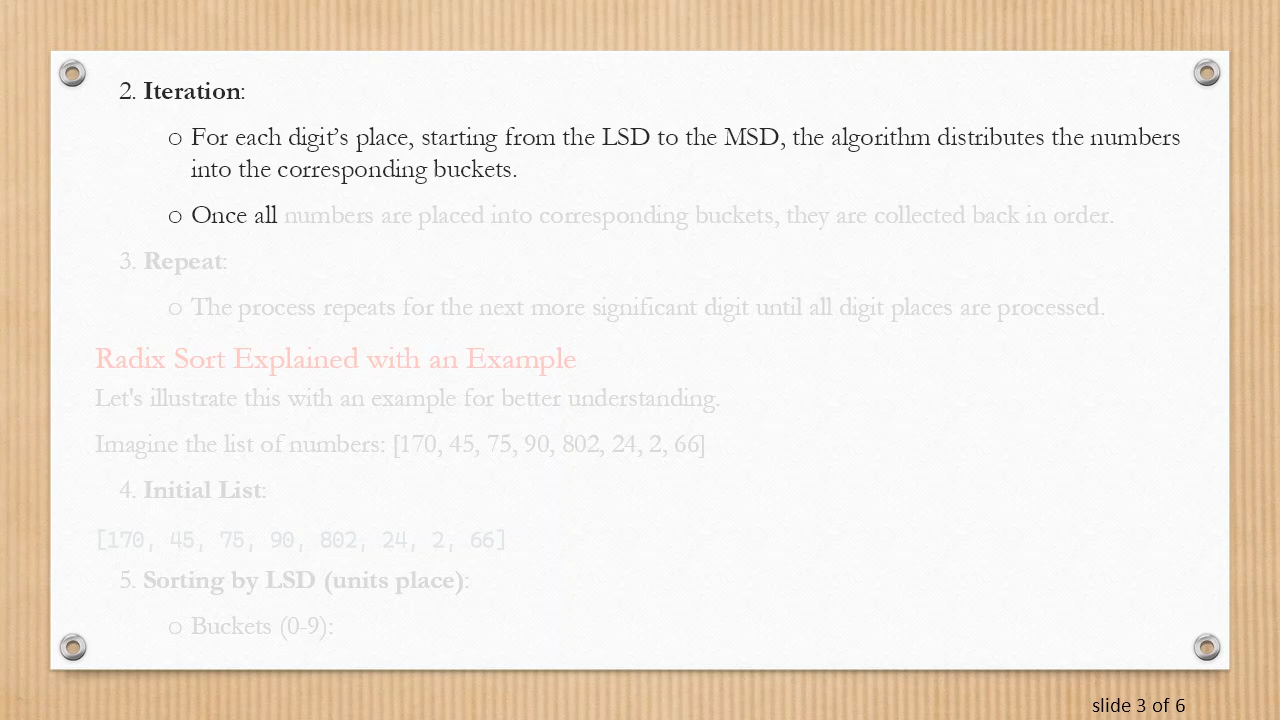 2. Iteration:
o For each digit’s place, starting from the LSD to the MSD, the algorithm distributes the numbers
into the corresponding buckets.
o Once all numbers are placed into corresponding buckets, they are collected back in order.
3. Repeat:
o The process repeats for the next more significant digit until all digit places are processed.
Radix Sort Explained with an Example
Let's illustrate this with an example for better understanding.
Imagine the list of numbers: [170, 45, 75, 90, 802, 24, 2, 66]
4. Initial List:
[170, 45, 75, 90, 802, 24, 2, 66]
5. Sorting by LSD (units place):
o Buckets (0-9):
slide 3 of 6